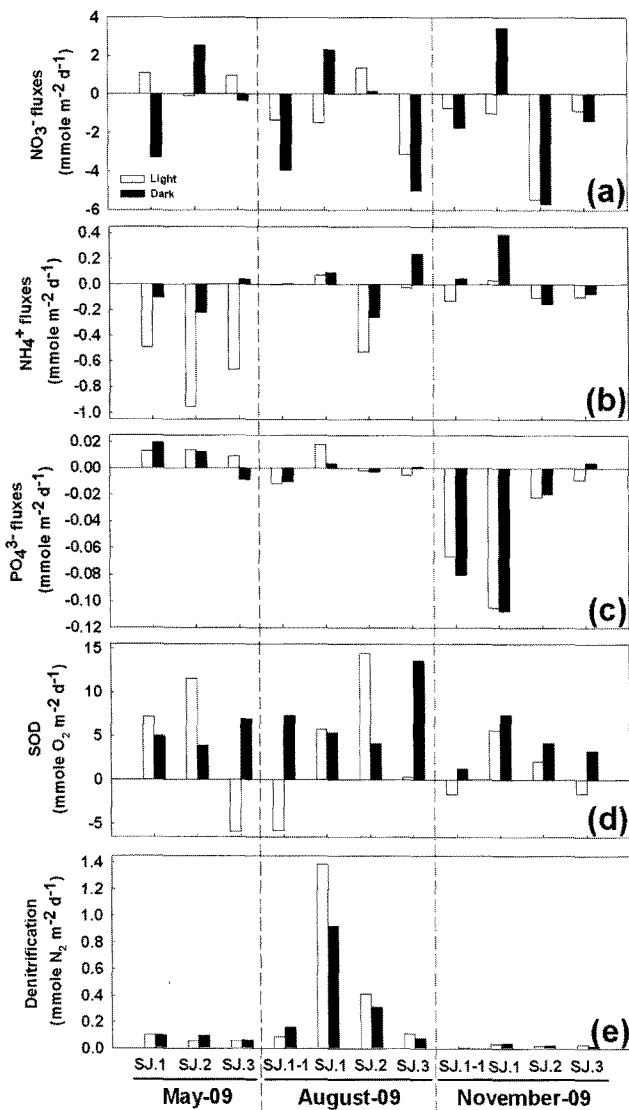 4
2
0
-2
-4
-6
NO₃⁻ fluxes
(mmole m⁻² d⁻¹)
Light
Dark
(a)
0.4
0.2
0.0
-0.2
-0.4
-0.6
-0.8
-1.0
NH₄⁺ fluxes
(mmole m⁻² d⁻¹)
(b)
0.02
0.00
-0.02
-0.04
-0.06
-0.08
-0.10
-0.12
PO₄³⁻ fluxes
(mmole m⁻² d⁻¹)
(c)
15
10
5
0
-5
SOD
(mmole O₂ m⁻² d⁻¹)
(d)
1.4
1.2
1.0
0.8
0.6
0.4
0.2
0.0
Denitrification
(mmole N₂ m⁻² d⁻¹)
(e)
SJ.1 SJ.2 SJ.3 SJ.1-1 SJ.1 SJ.2 SJ.3 SJ.1-1 SJ.1 SJ.2 SJ.3
May-09 August-09 November-09